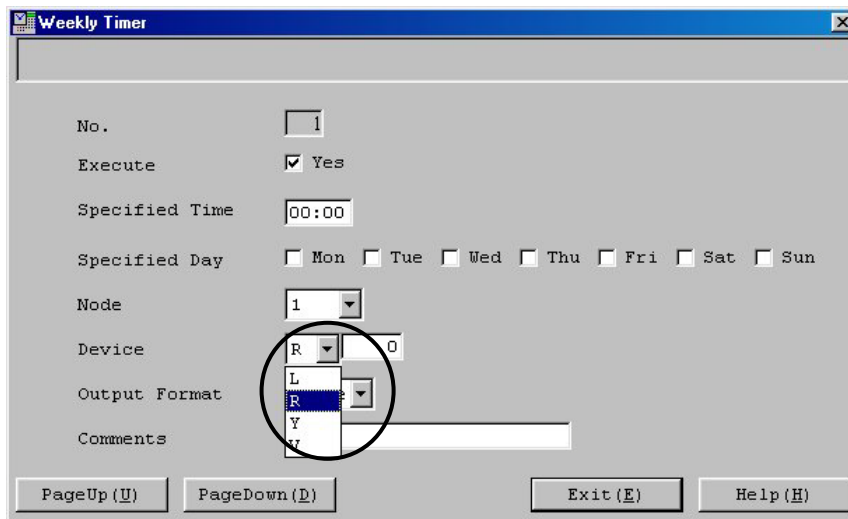 Weekly Timer
No. 1
Execute Yes
Specified Time 00:00
Specified Day Mon Tue Wed Thu Fri Sat Sun
Node 1
Device R 0
L
Output Format R
Y
Comments
PageUp(U) PageDown(D) Exit(E) Help(H)